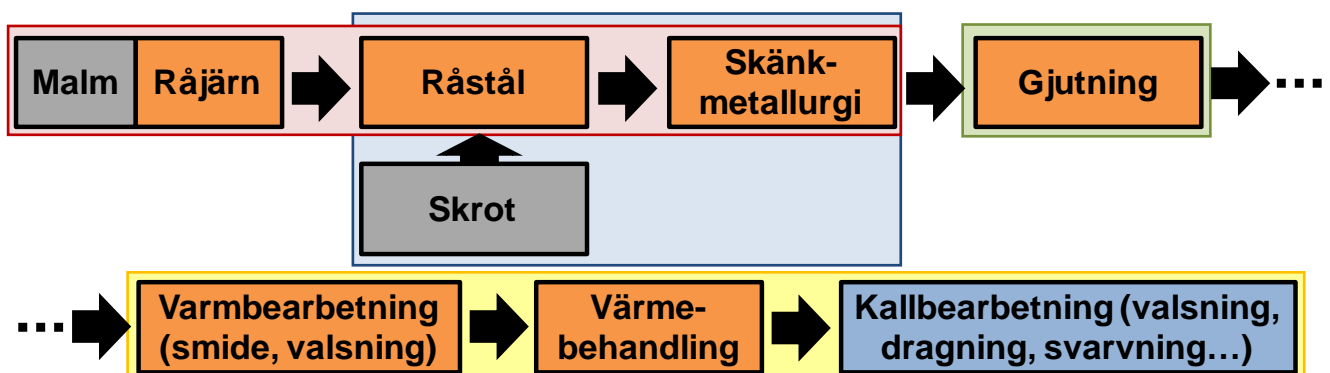 Malm Råjärn Råstål Skänk-
metallurgi Gjutning ...
Skrot
... Varmbearbetning
(smide, valsning) Värme-
behandling Kallbearbetning (valsning,
dragning, svarvning...)